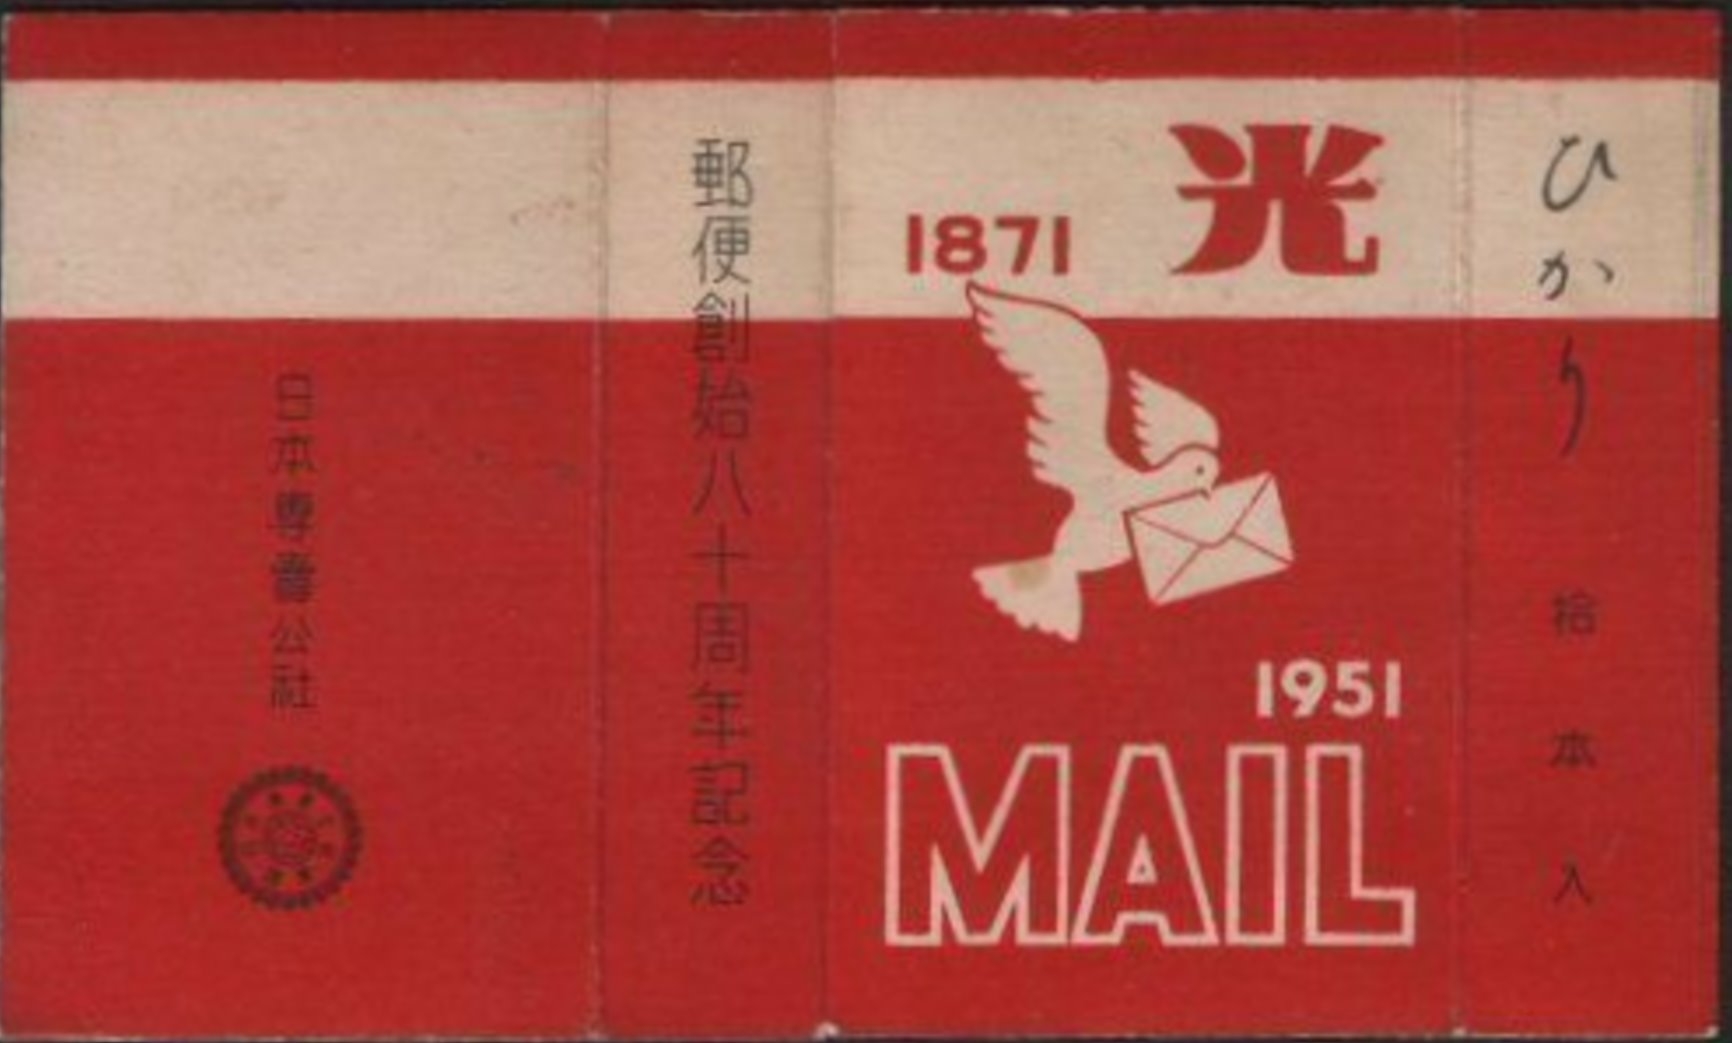 日本専賣公社
郵便創始八十周年記念
光
1871
1951
MAIL
ひかり
拾本入